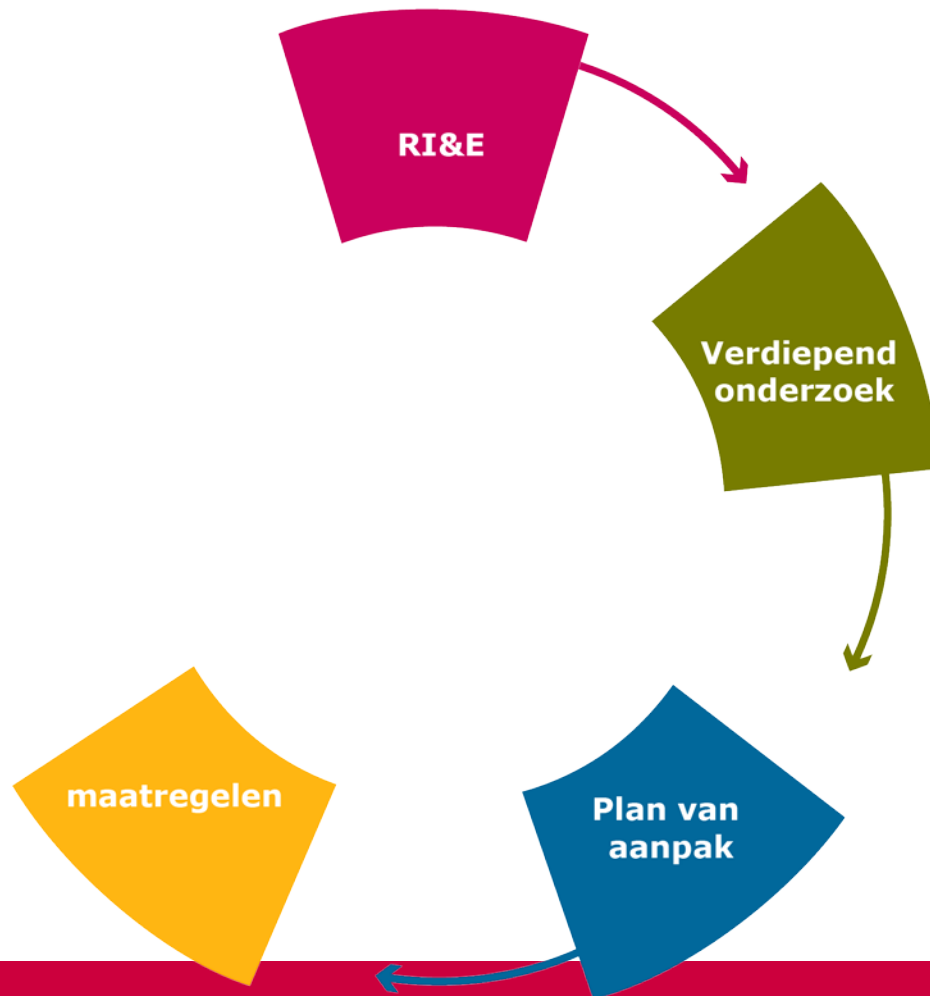 RI&E
Verdiepend
onderzoek
Plan van
aanpak
maatregelen